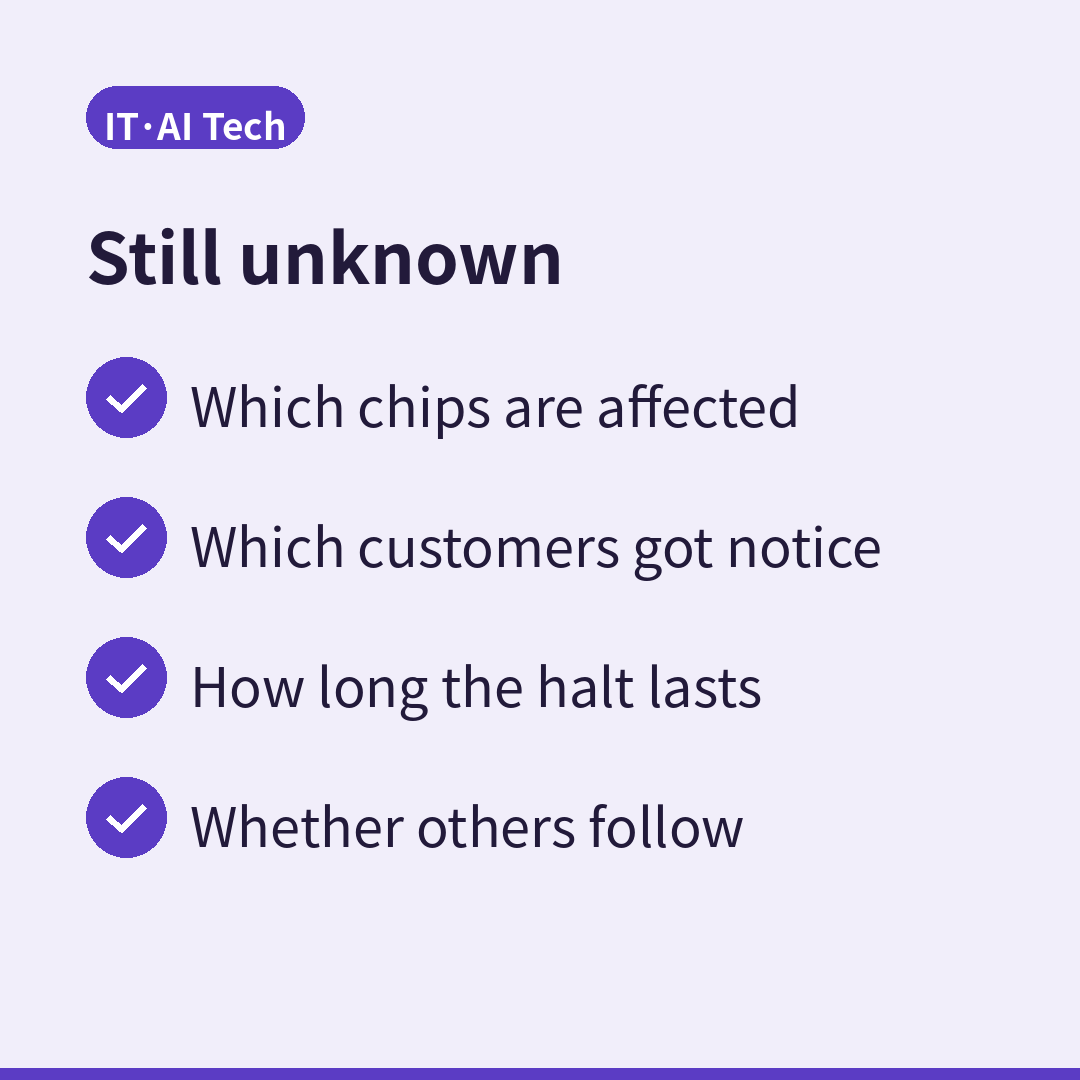 IT·AI Tech
Still unknown
Which chips are affected
Which customers got notice
How long the halt lasts
Whether others follow